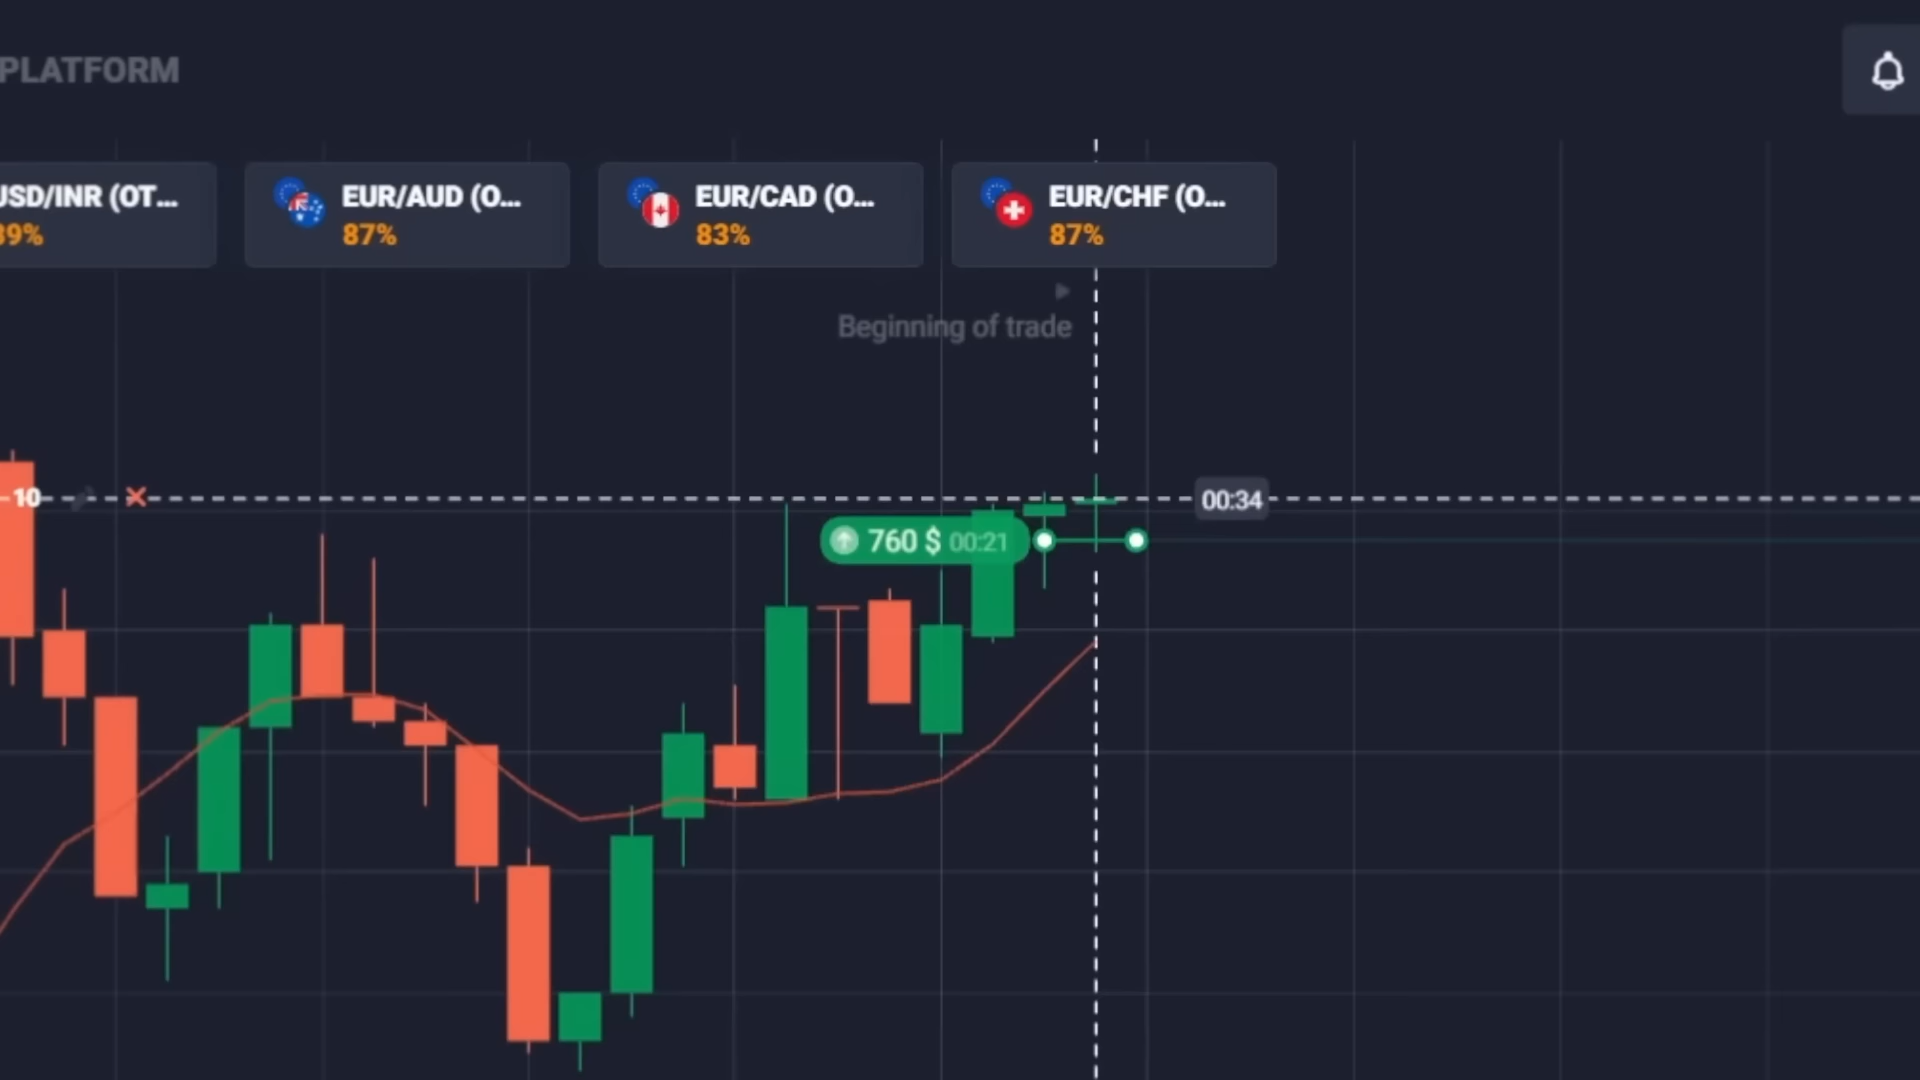 PLATFORM
USD/INR (OT...
EUR/AUD (O...
EUR/CAD (O...
EUR/CHF (O...
89%
87%
83%
87%
Beginning of trade
10
00:34
760 $ 00:21